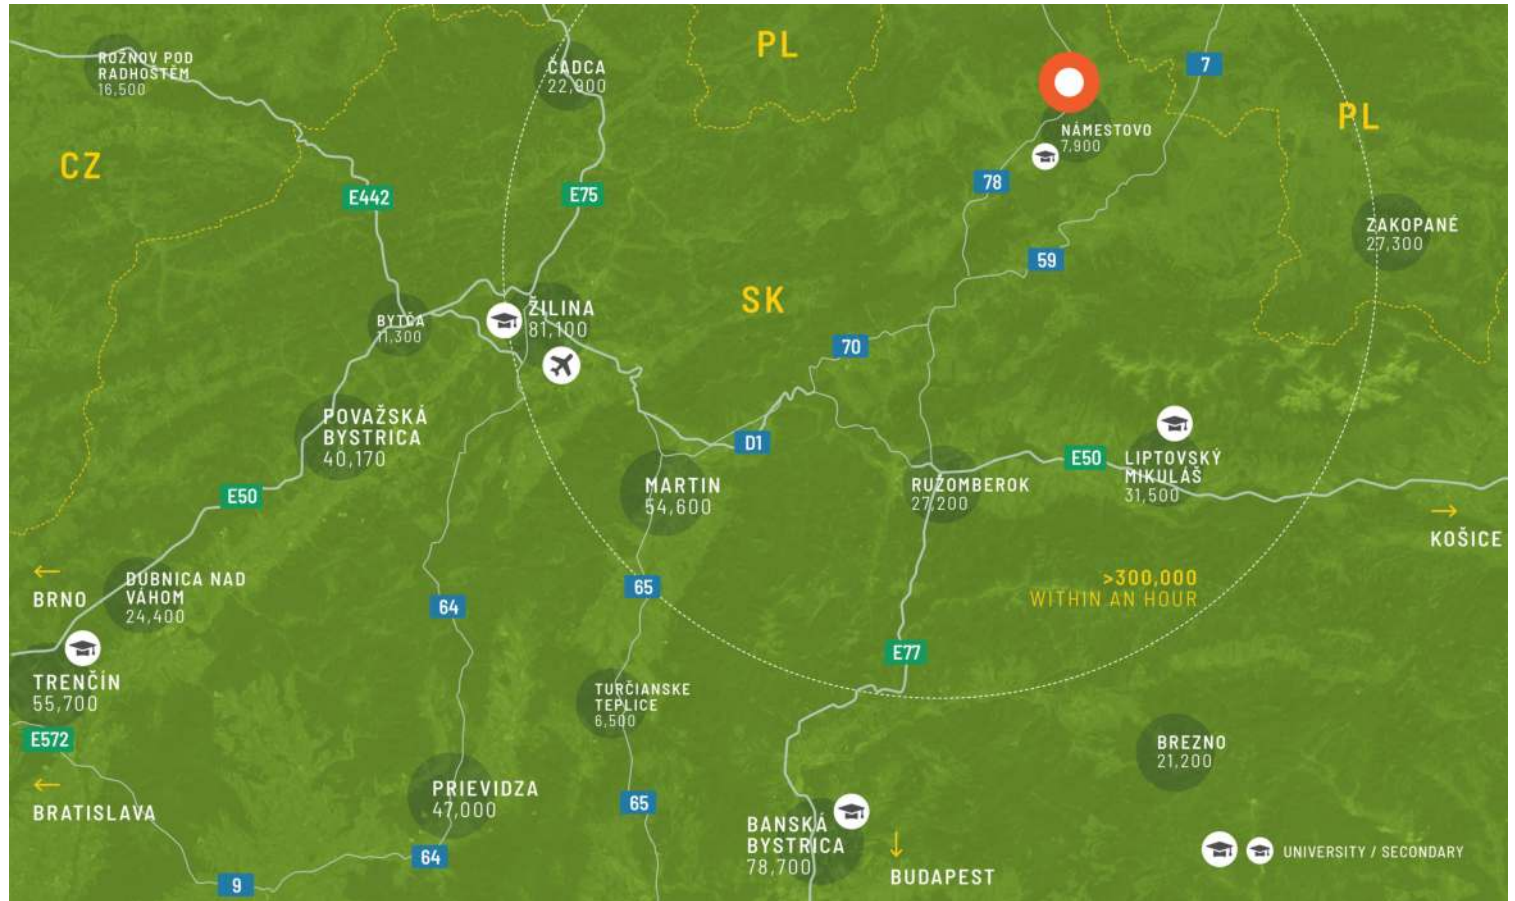 PL
ROŽNOV POD
RADHOŠTĚM
16,500
ČADCA
22,900
7
PL
NÁMESTOVO
7,900
CZ
E442
E75
78
ZAKOPANÉ
27,300
59
SK
ŽILINA
81,100
BYTČA
11,300
70
POVAŽSKÁ
BYSTRICA
40,170
D1
E50
LIPTOVSKÝ
MIKULÁŠ
31,500
MARTIN
54,600
RUŽOMBEROK
27,200
E50
→
KOŠICE
←
BRNO
DUBNICA NAD
VÁHOM
24,400
64
65
>300,000
WITHIN AN HOUR
E77
TRENČÍN
55,700
TURČIANSKE
TEPLICE
6,500
E572
BREZNO
21,200
←
BRATISLAVA
PRIEVIDZA
47,000
65
BANSKÁ
BYSTRICA
78,700
↓
BUDAPEST
64
9
UNIVERSITY / SECONDARY